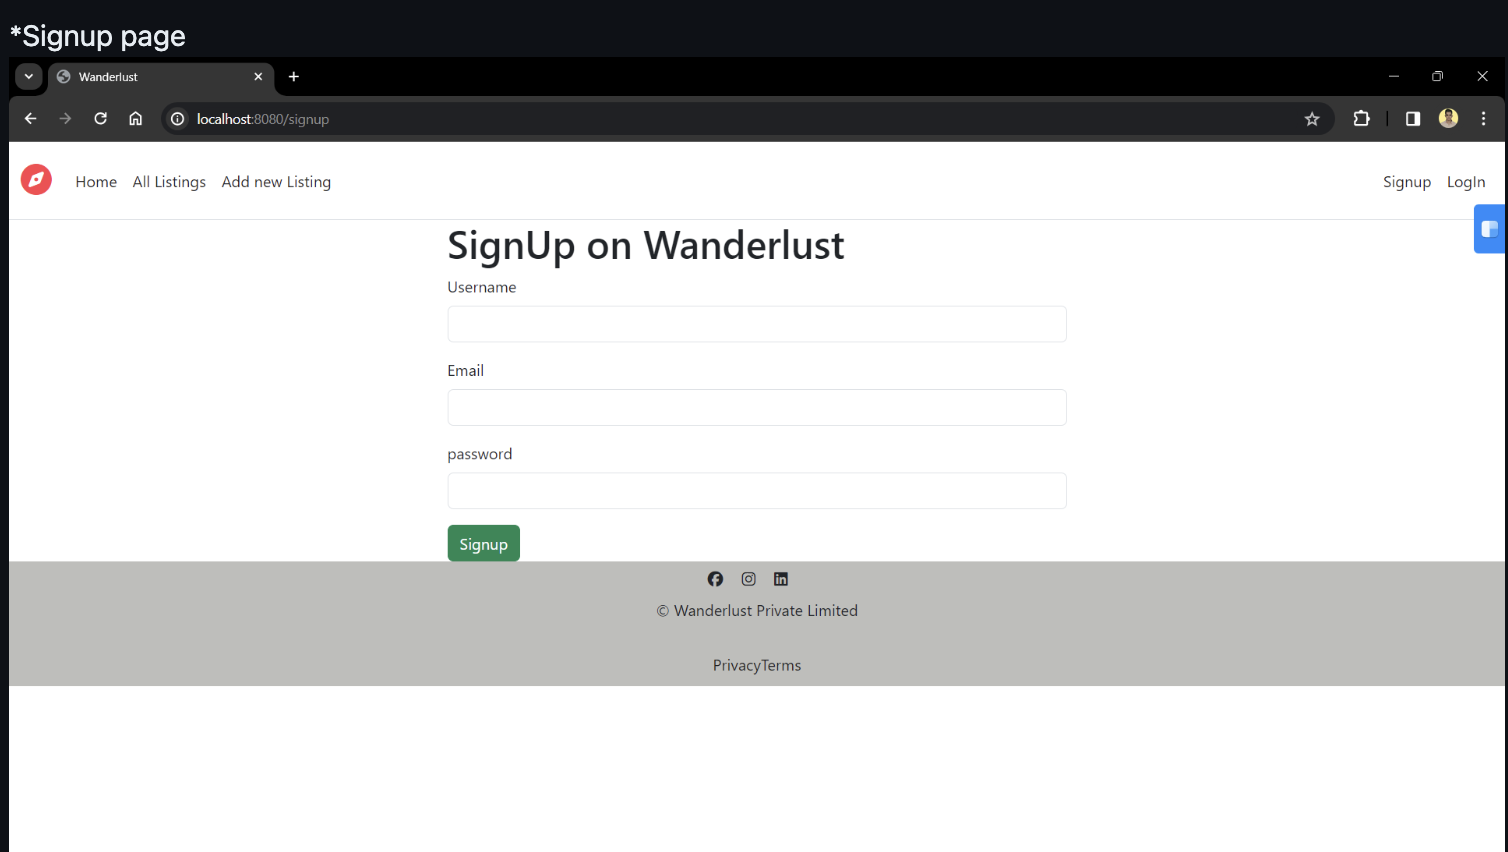 *Signup page
Wanderlust
localhost:8080/signup
Home All Listings Add new Listing Signup LogIn
SignUp on Wanderlust
Username
Email
password
Signup
© Wanderlust Private Limited
PrivacyTerms